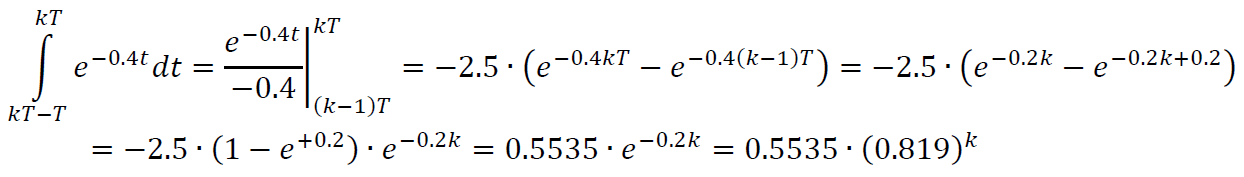 ∫_{kT−T}^{kT} e^{−0.4t} dt = \frac{e^{−0.4t}}{−0.4}|_{(k−1)T}^{kT} = −2.5 · (e^{−0.4kT} − e^{−0.4(k−1)T}) = −2.5 · (e^{−0.2k} − e^{−0.2k+0.2})
= −2.5 · (1 − e^{+0.2}) · e^{−0.2k} = 0.5535 · e^{−0.2k} = 0.5535 · (0.819)^k